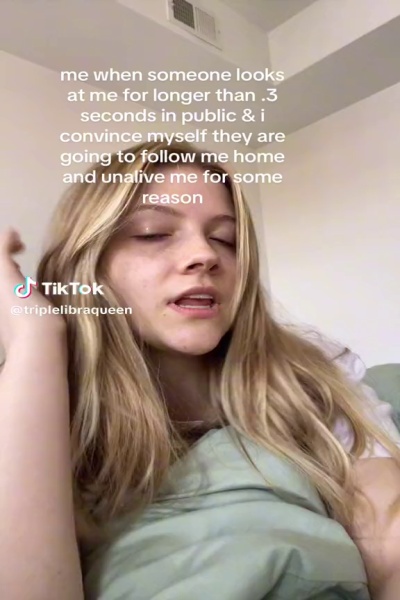 me when someone looks
at me for longer than .3
seconds in public & i
convince myself they are
going to follow me home
and unalive me for some
reason
TikTok
@triplelibraqueen